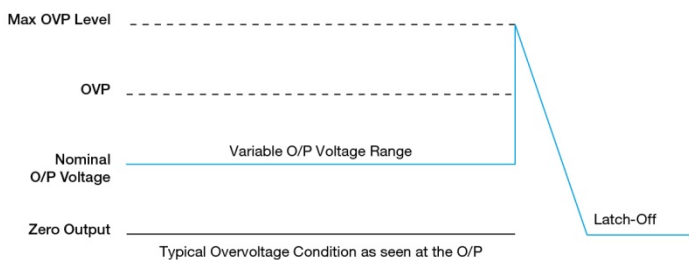 Max OVP Level
OVP
Variable O/P Voltage Range
Nominal
O/P Voltage
Zero Output
Latch-Off
Typical Overvoltage Condition as seen at the O/P